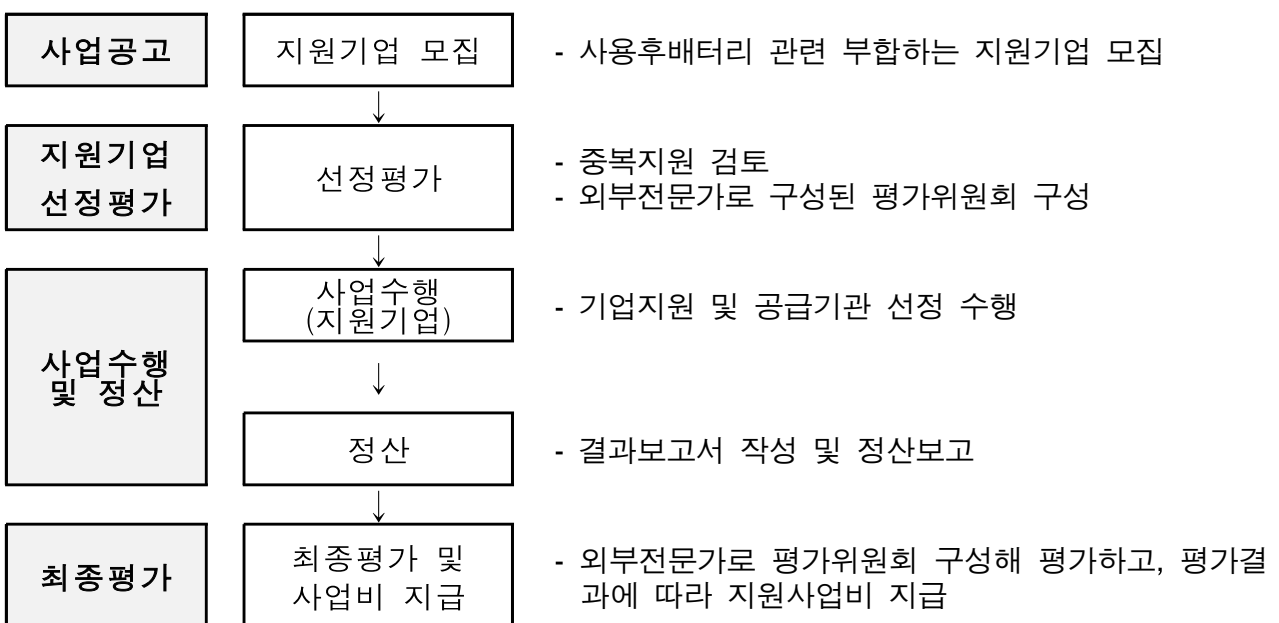 사업공고
지원기업 모집
- 사용후배터리 관련 부합하는 지원기업 모집
↓
지원기업
선정평가
선정평가
- 중복지원 검토
- 외부전문가로 구성된 평가위원회 구성
↓
사업수행
및 정산
사업수행
(지원기업)
- 기업지원 및 공급기관 선정 수행
↓
정산
- 결과보고서 작성 및 정산보고
↓
최종평가
최종평가 및
사업비 지급
- 외부전문가로 평가위원회 구성해 평가하고, 평가결
과에 따라 지원사업비 지급